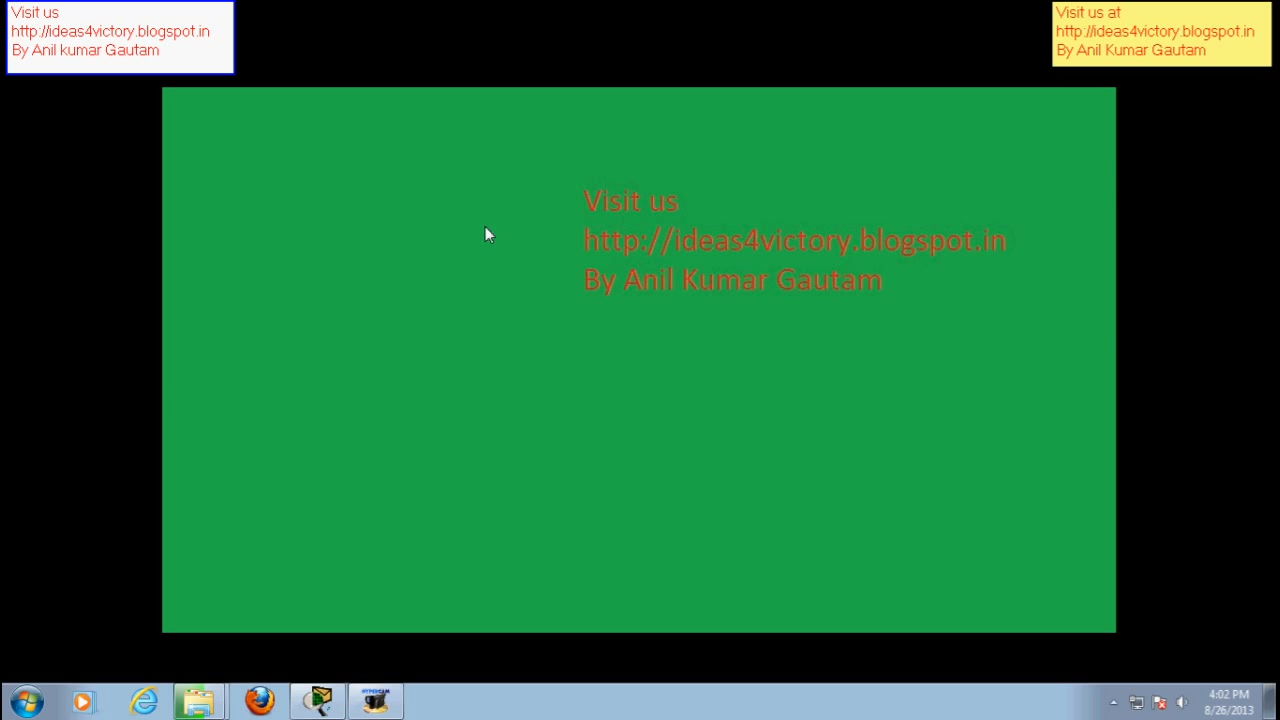 Visit us
http://ideas4victory.blogspot.in
By Anil kumar Gautam
Visit us at
http://ideas4victory.blogspot.in
By Anil Kumar Gautam
Visit us
http://ideas4victory.blogspot.in
By Anil Kumar Gautam
HYPERCAM
4:02 PM
8/26/2013